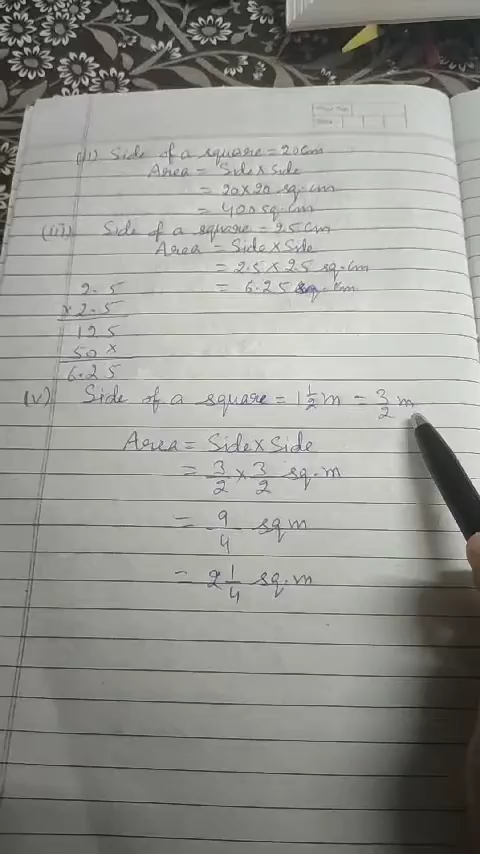 (ii) Side of a square = 20cm
Area = Side × Side
= 20 × 20 sq.cm
= 400 sq.cm
(iii) Side of a square = 2.5cm
Area = Side × Side
= 2.5 × 2.5 sq.cm
= 6.25 sq.
2.5
× 2.5
125
50 ×
6.25
(v) Side of a square = 1 1/2 m = 3/2 m
Area = Side × Side
= 3/2 × 3/2 sq.m
= 9/4 sq m
= 2 1/4 sq.m